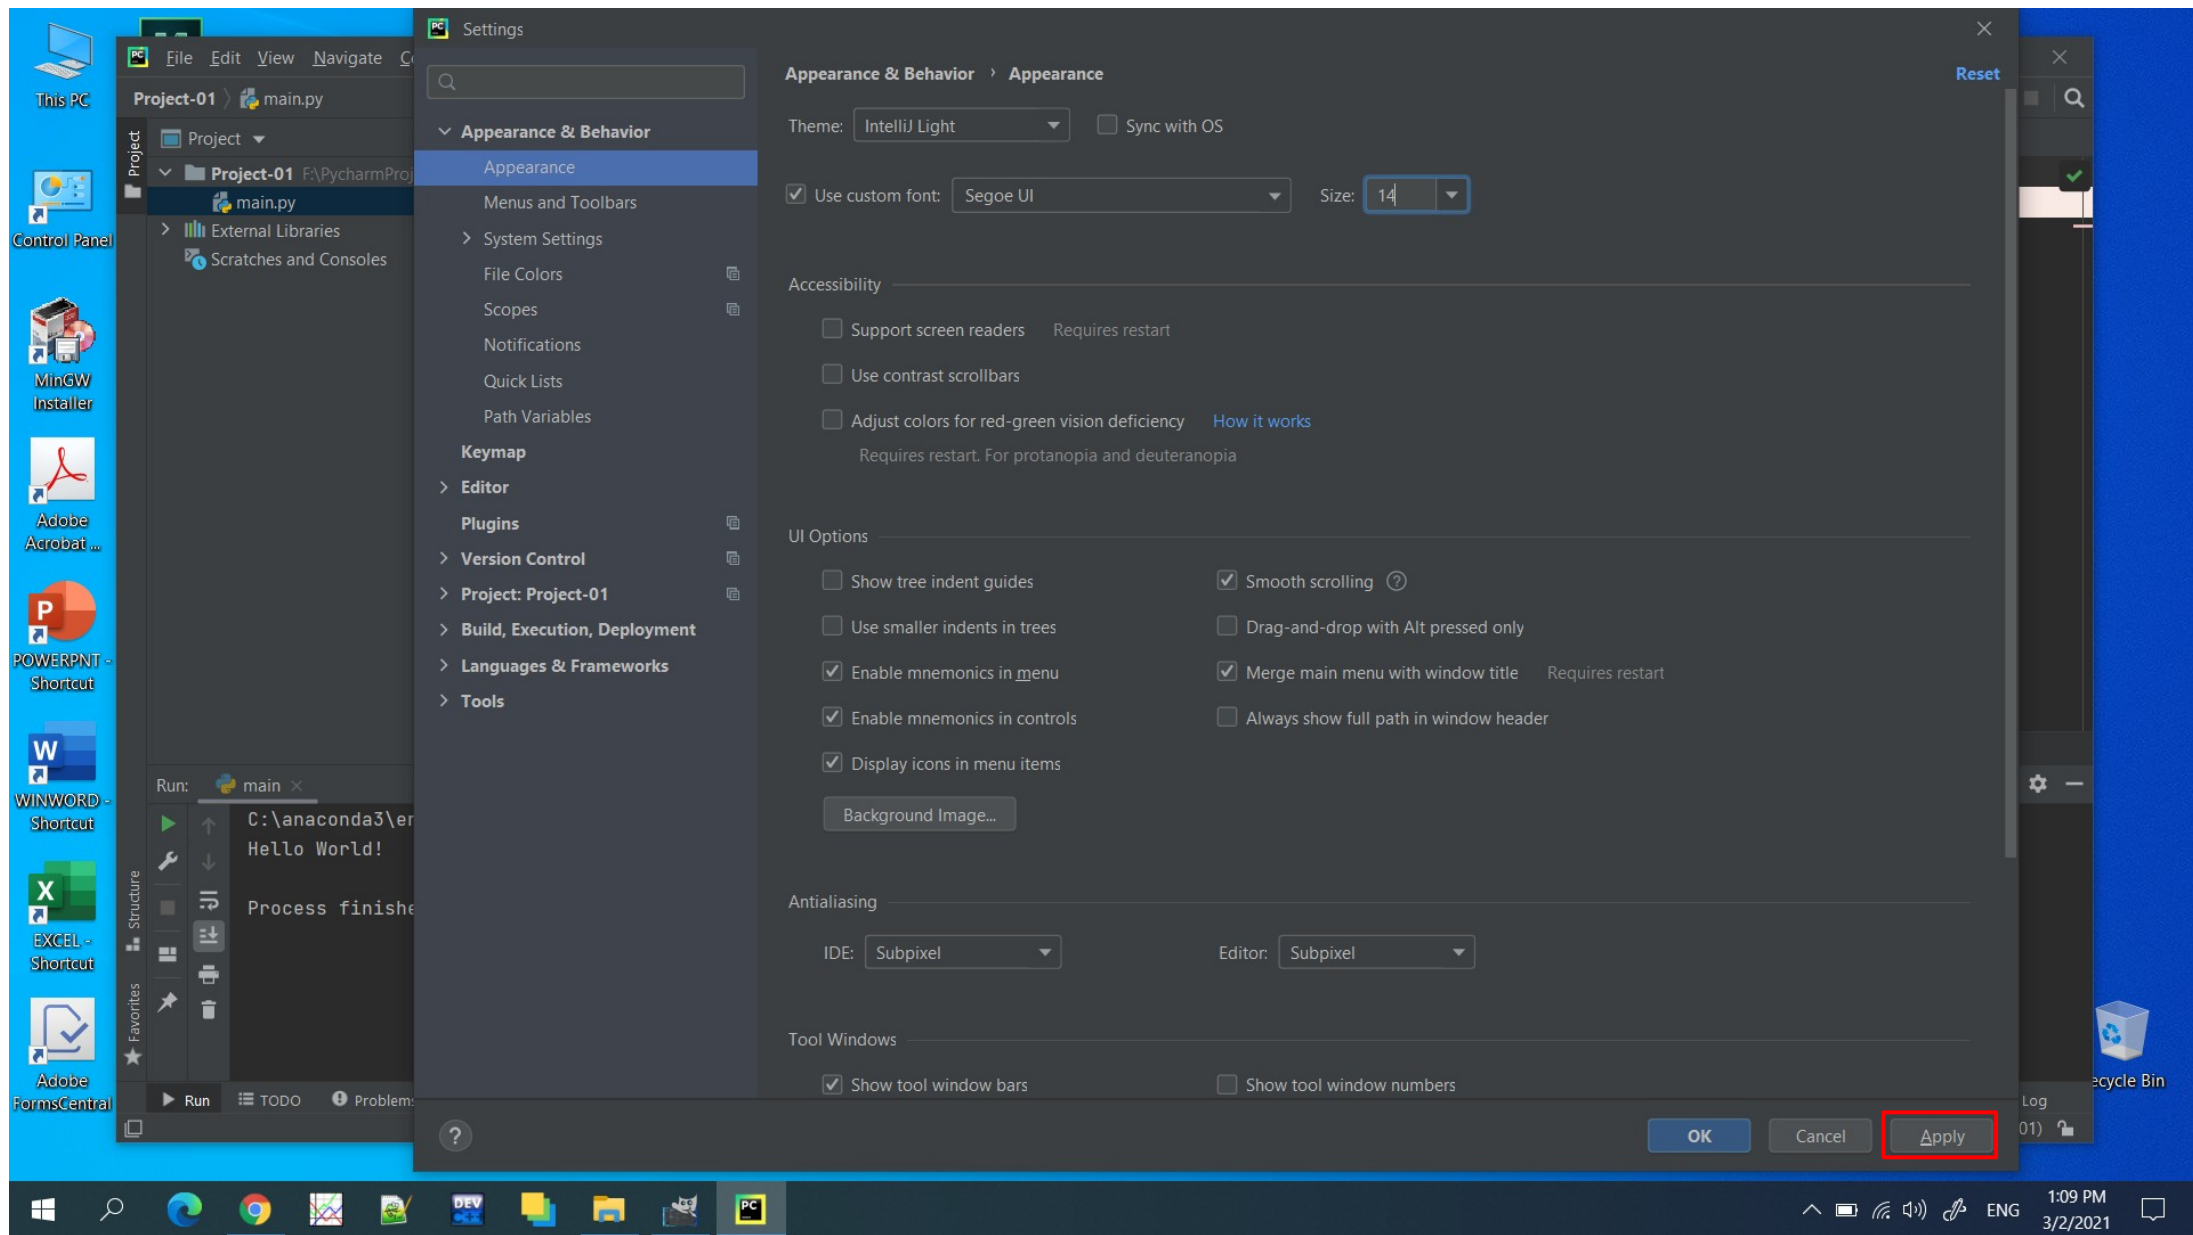 This PC
Control Panel
MinGW
Installer
Adobe
Acrobat ...
POWERPNT -
Shortcut
WINWORD -
Shortcut
EXCEL -
Shortcut
Adobe
FormsCentral
File Edit View Navigate
Project-01 main.py
Project
Project
Project-01 F:\PycharmProj
main.py
External Libraries
Scratches and Consoles
Structure
Favorites
Run: main
C:\anaconda3\er
Hello World!
Process finishe
Run TODO Problems
Settings
Appearance & Behavior
Appearance
Menus and Toolbars
System Settings
File Colors
Scopes
Notifications
Quick Lists
Path Variables
Keymap
Editor
Plugins
Version Control
Project: Project-01
Build, Execution, Deployment
Languages & Frameworks
Tools
Appearance & Behavior › Appearance Reset
Theme: IntelliJ Light Sync with OS
Use custom font: Segoe UI Size: 14
Accessibility
Support screen readers Requires restart
Use contrast scrollbars
Adjust colors for red-green vision deficiency How it works
Requires restart. For protanopia and deuteranopia
UI Options
Show tree indent guides Smooth scrolling ?
Use smaller indents in trees Drag-and-drop with Alt pressed only
Enable mnemonics in menu Merge main menu with window title Requires restart
Enable mnemonics in controls Always show full path in window header
Display icons in menu items
Background Image...
Antialiasing
IDE: Subpixel Editor: Subpixel
Tool Windows
Show tool window bars Show tool window numbers
? OK Cancel Apply
Log
01)
ecycle Bin
ENG
1:09 PM
3/2/2021